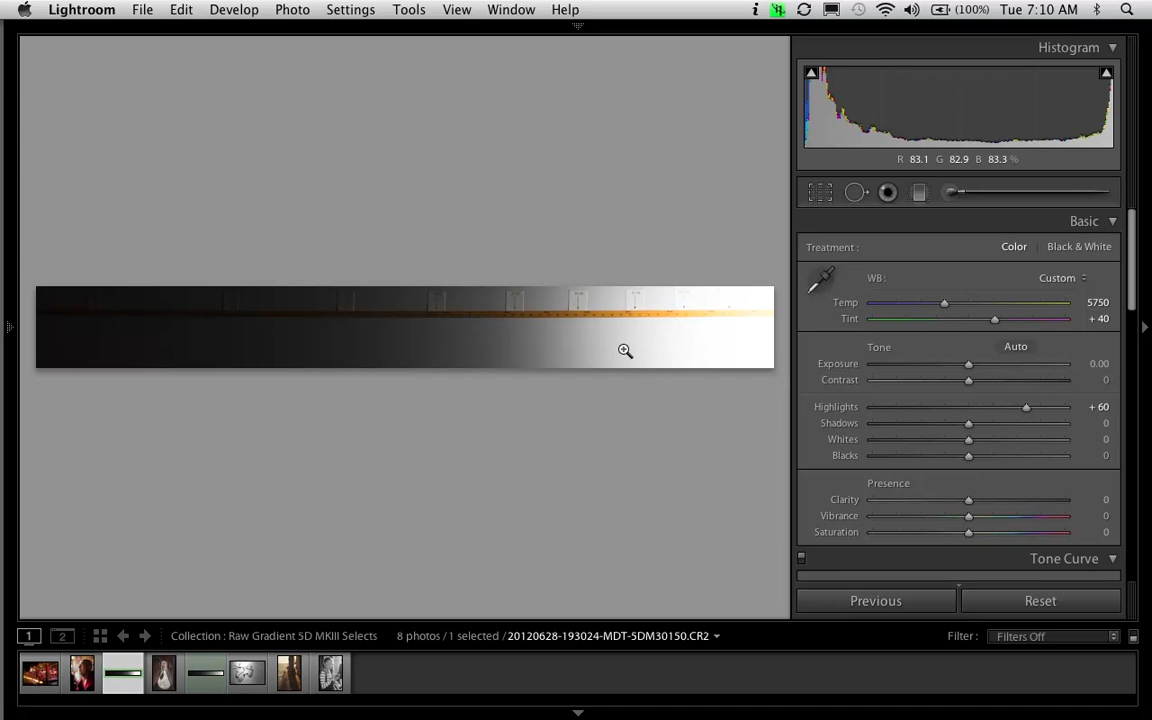 Lightroom File Edit Develop Photo Settings Tools View Window Help (100%) Tue 7:10 AM
Histogram
R 83.1 G 82.9 B 83.3 %
Basic
Treatment : Color Black & White
WB : Custom
Temp 5750
Tint + 40
Tone Auto
Exposure 0.00
Contrast 0
Highlights + 60
Shadows 0
Whites 0
Blacks 0
Presence
Clarity 0
Vibrance 0
Saturation 0
Tone Curve
Previous Reset
1 2 Collection : Raw Gradient 5D MKIII Selects 8 photos / 1 selected / 20120628-193024-MDT-5DM30150.CR2 Filter : Filters Off